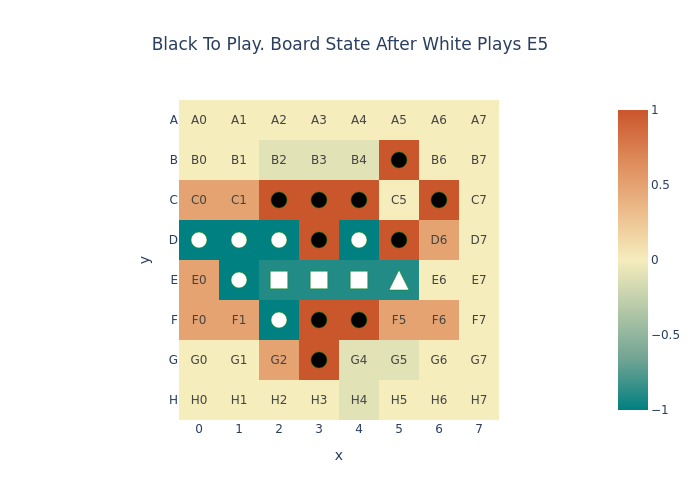 Black To Play. Board State After White Plays E5
A A0 A1 A2 A3 A4 A5 A6 A7
B B0 B1 B2 B3 B4 B6 B7
C C0 C1 C5 C7
D D6 D7
E E0 E6 E7
F F0 F1 F5 F6 F7
G G0 G1 G2 G4 G5 G6 G7
H H0 H1 H2 H3 H4 H5 H6 H7
0 1 2 3 4 5 6 7
x
y
1
0.5
0
−0.5
−1